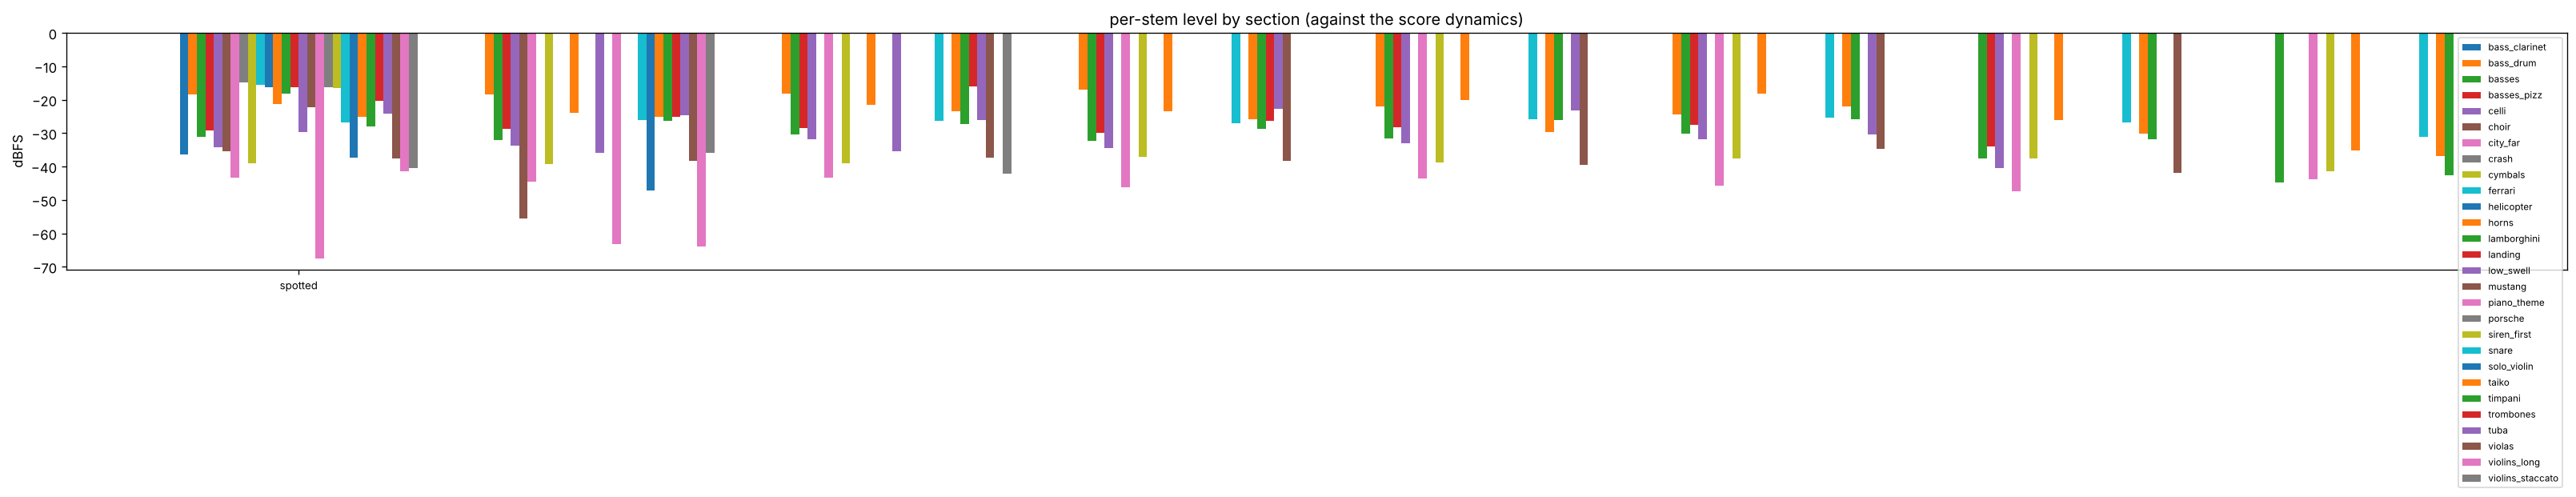 per-stem level by section (against the score dynamics)
dBFS
0
−10
−20
−30
−40
−50
−60
−70
spotted
bass_clarinet
bass_drum
basses
basses_pizz
celli
choir
city_far
crash
cymbals
ferrari
helicopter
horns
lamborghini
landing
low_swell
mustang
piano_theme
porsche
siren_first
snare
solo_violin
taiko
timpani
trombones
tuba
violas
violins_long
violins_staccato